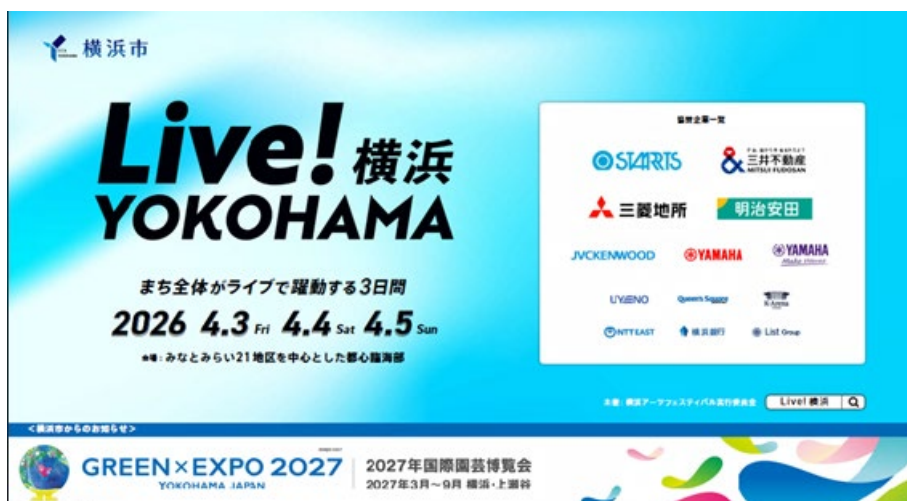 横浜市
Live! 横浜
YOKOHAMA
まち全体がライブで躍動する3日間
2026 4.3 Fri 4.4 Sat 4.5 Sun
会場：みなとみらい21地区を中心とした都心臨海部
協賛企業一覧
STARTS
三井不動産
MITSUI FUDOSAN
三菱地所
明治安田
JVCKENWOOD
YAMAHA
YAMAHA
UYENO
Queen's Square
K-Arena
NTT EAST
横浜銀行
List Group
主催：横浜アーツフェスティバル実行委員会
Live! 横浜
＜横浜市からのお知らせ＞
GREEN×EXPO 2027
YOKOHAMA JAPAN
2027年国際園芸博覧会
2027年3月～9月 横浜・上瀬谷